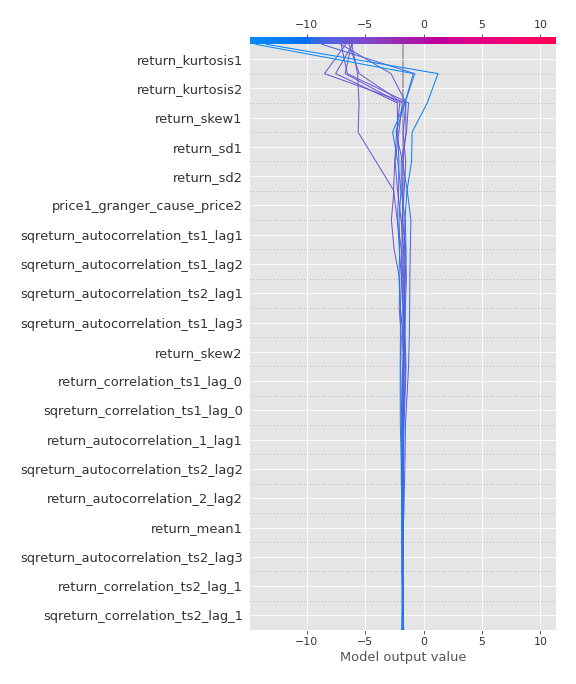 −10 −5 0 5 10
return_kurtosis1
return_kurtosis2
return_skew1
return_sd1
return_sd2
price1_granger_cause_price2
sqreturn_autocorrelation_ts1_lag1
sqreturn_autocorrelation_ts1_lag2
sqreturn_autocorrelation_ts2_lag1
sqreturn_autocorrelation_ts1_lag3
return_skew2
return_correlation_ts1_lag_0
sqreturn_correlation_ts1_lag_0
return_autocorrelation_1_lag1
sqreturn_autocorrelation_ts2_lag2
return_autocorrelation_2_lag2
return_mean1
sqreturn_autocorrelation_ts2_lag3
return_correlation_ts2_lag_1
sqreturn_correlation_ts2_lag_1
−10 −5 0 5 10
Model output value